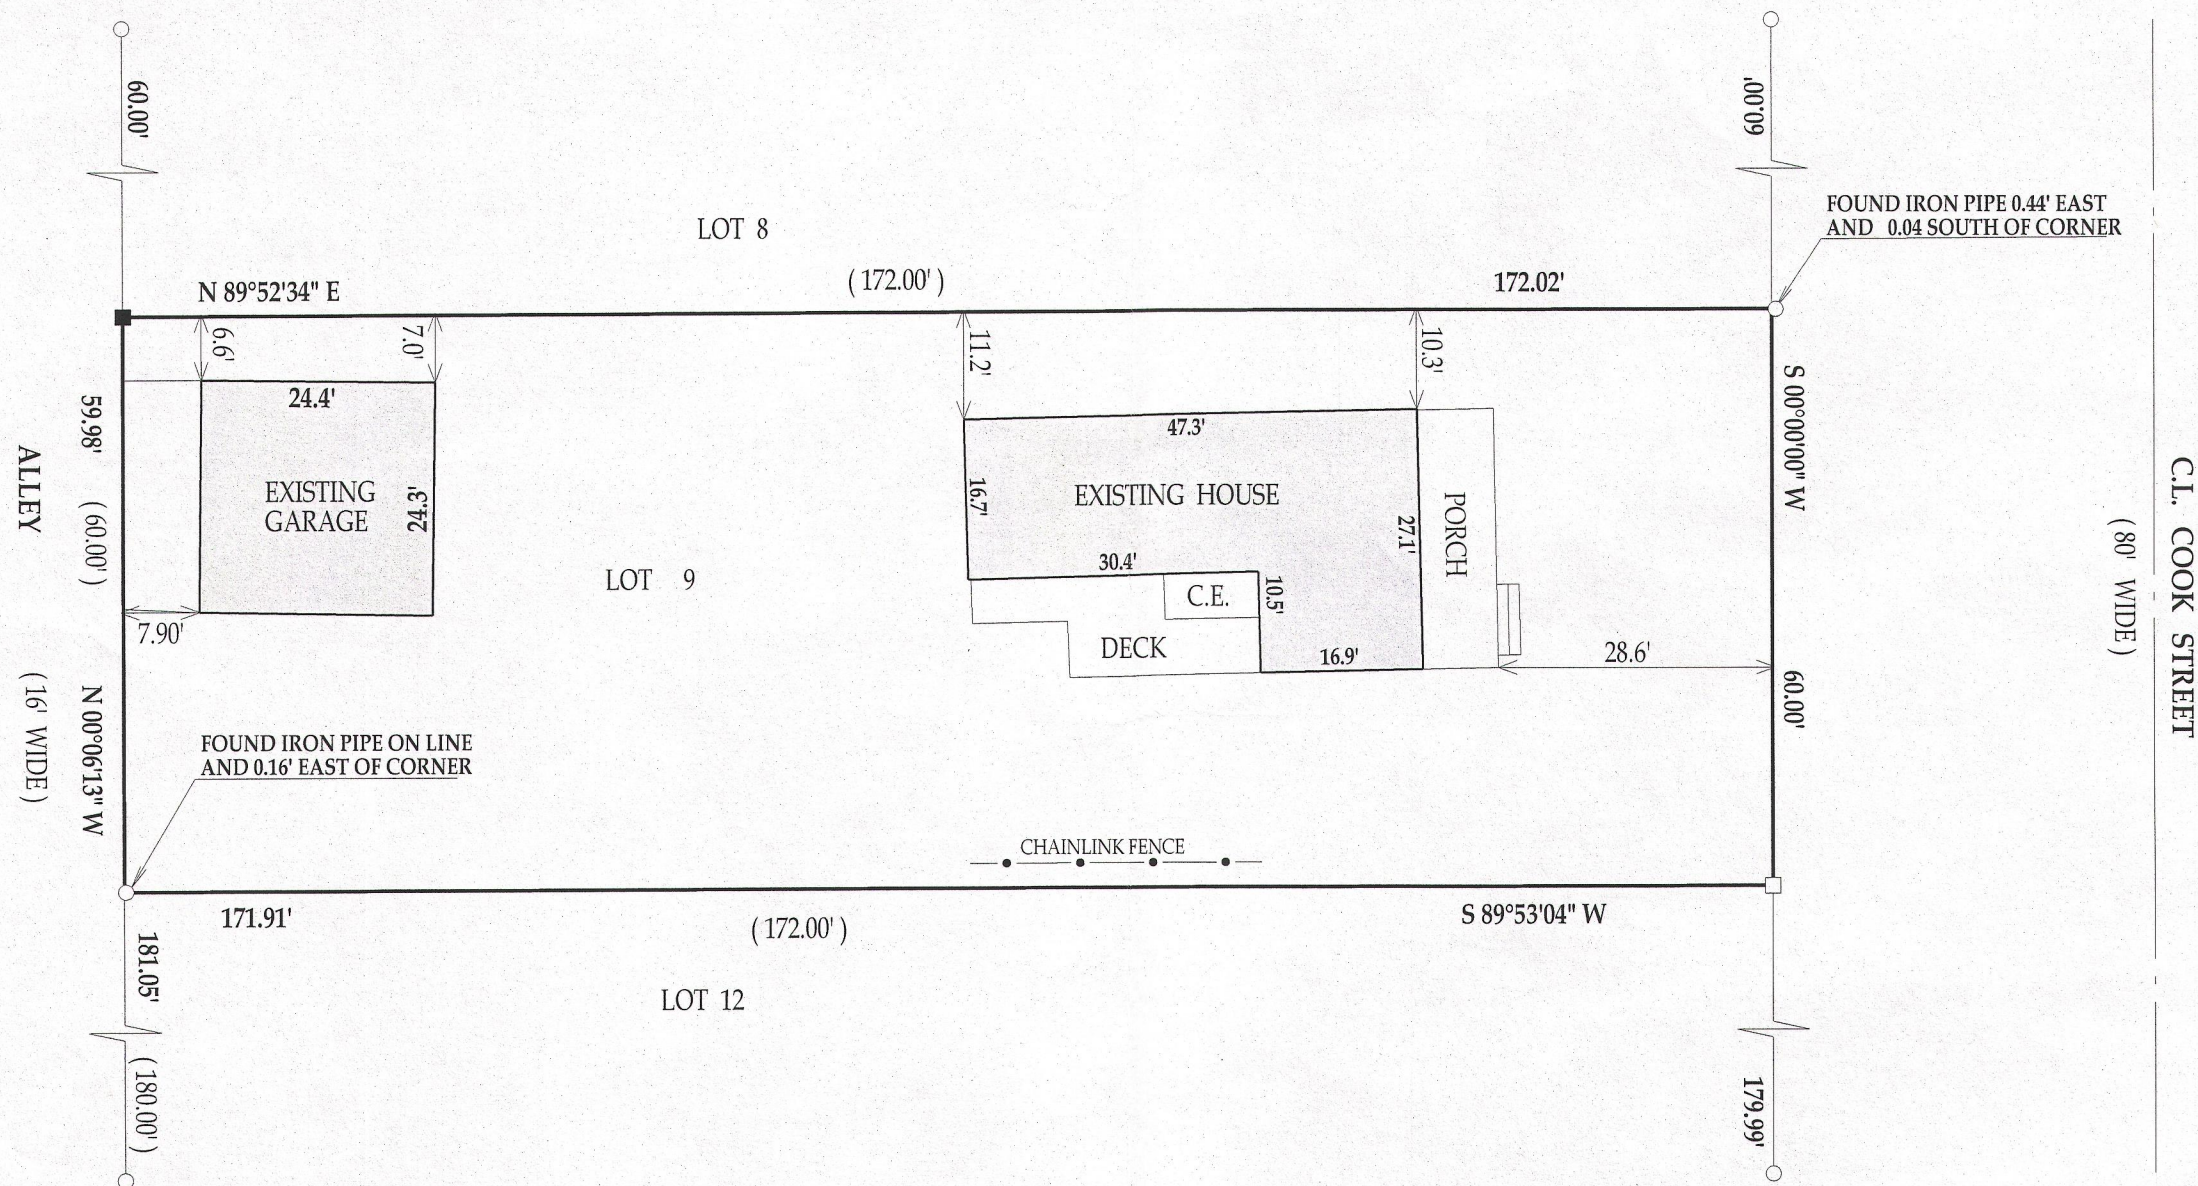 60.00'
60.00'
FOUND IRON PIPE 0.44' EAST
AND 0.04 SOUTH OF CORNER
LOT 8
( 172.00' )
N 89°52'34" E
172.02'
6.6'
7.0'
11.2'
10.3'
24.4'
EXISTING
GARAGE
24.3'
7.90'
47.3'
16.7'
EXISTING HOUSE
27.1'
30.4'
C.E.
10.5'
DECK
16.9'
PORCH
28.6'
LOT 9
S 00°00'00" W
60.00'
C.L. COOK STREET
( 80' WIDE )
59.98'
( 60.00' )
N 00°06'13" W
ALLEY
( 16' WIDE )
FOUND IRON PIPE ON LINE
AND 0.16' EAST OF CORNER
CHAINLINK FENCE
171.91'
( 172.00' )
S 89°53'04" W
LOT 12
181.05'
( 180.00' )
179.99'